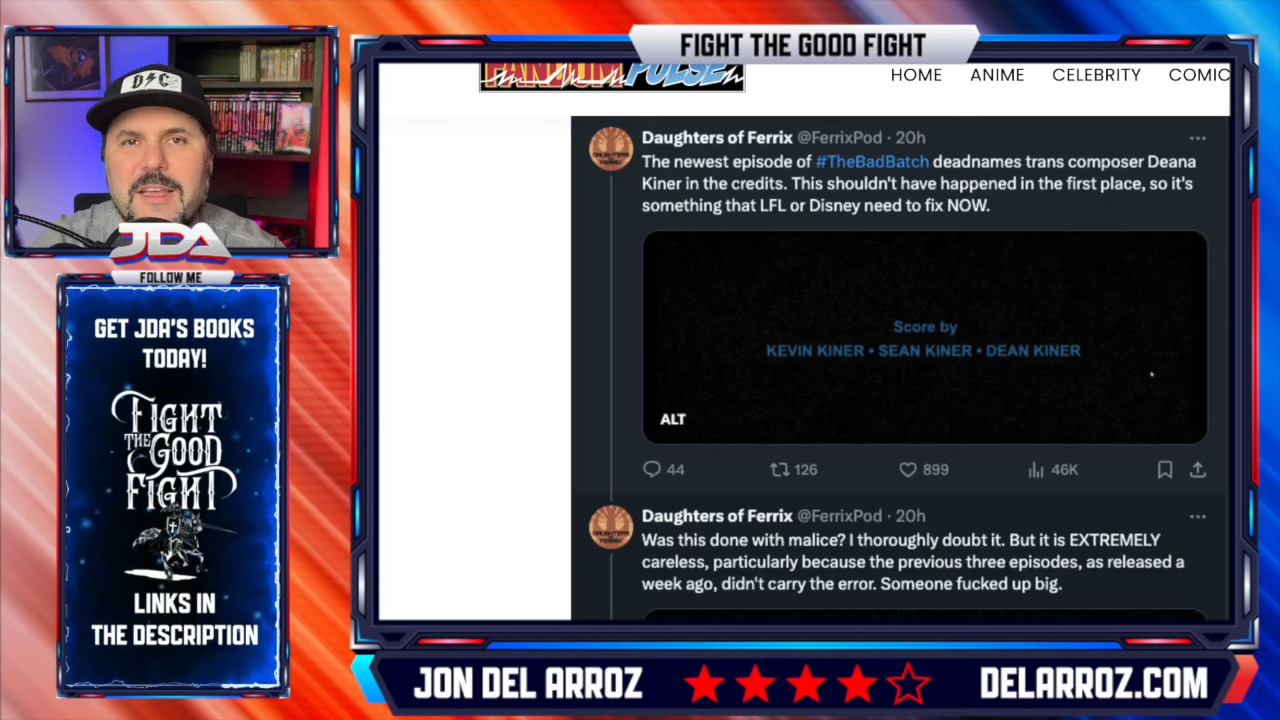 FIGHT THE GOOD FIGHT
FANDOM PULSE
HOME ANIME CELEBRITY COMIC
D C
JDA
FOLLOW ME
GET JDA'S BOOKS
TODAY!
FIGHT
THE GOOD
FIGHT
LINKS IN
THE DESCRIPTION
Daughters of Ferrix @FerrixPod · 20h
The newest episode of #TheBadBatch deadnames trans composer Deana
Kiner in the credits. This shouldn't have happened in the first place, so it's
something that LFL or Disney need to fix NOW.
Score by
KEVIN KINER • SEAN KINER • DEAN KINER
ALT
44 126 899 46K
Daughters of Ferrix @FerrixPod · 20h
Was this done with malice? I thoroughly doubt it. But it is EXTREMELY
careless, particularly because the previous three episodes, as released a
week ago, didn't carry the error. Someone fucked up big.
JON DEL ARROZ DELARROZ.COM